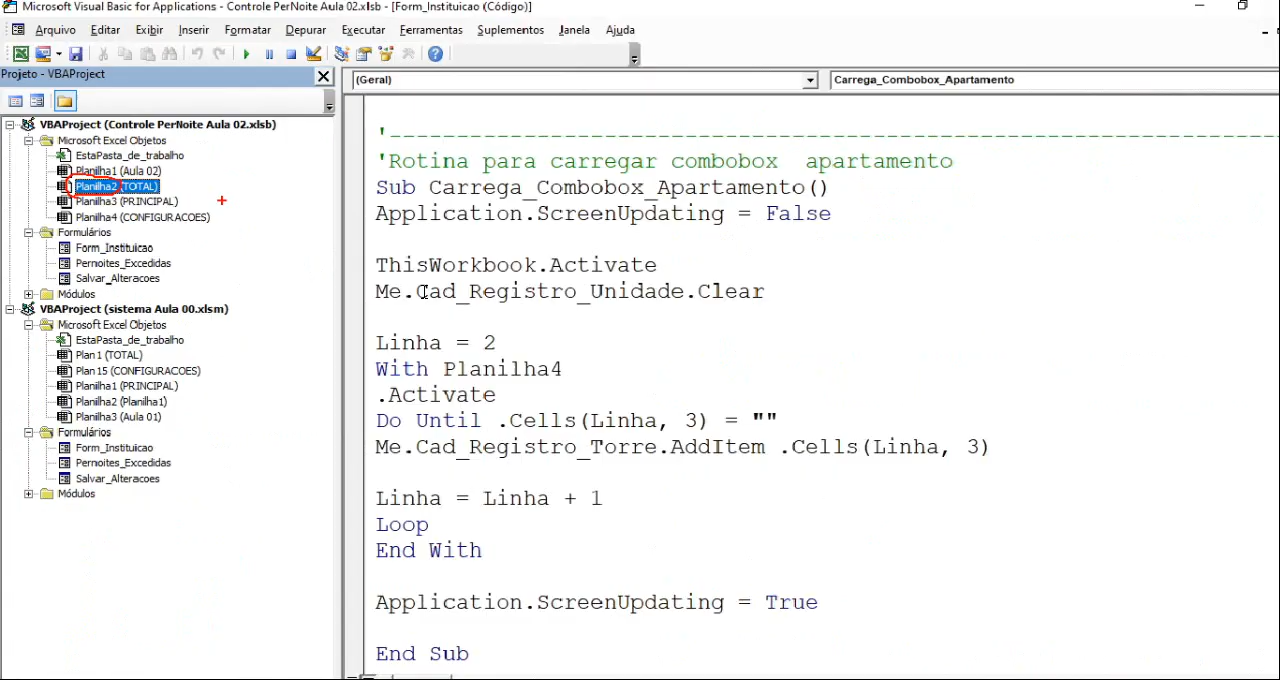 Microsoft Visual Basic for Applications - Controle PerNoite Aula 02.xlsb - [Form_Instituicao (Código)]
Arquivo Editar Exibir Inserir Formatar Depurar Executar Ferramentas Suplementos Janela Ajuda
Projeto - VBAProject
(Geral)
Carrega_Combobox_Apartamento
VBAProject (Controle PerNoite Aula 02.xlsb)
Microsoft Excel Objetos
EstaPasta_de_trabalho
Planilha1 (Aula 02)
Planilha2 (TOTAL)
Planilha3 (PRINCIPAL)
Planilha4 (CONFIGURACOES)
Formulários
Form_Instituicao
Pernoites_Excedidas
Salvar_Alteracoes
Módulos
VBAProject (sistema Aula 00.xlsm)
Microsoft Excel Objetos
EstaPasta_de_trabalho
Plan1 (TOTAL)
Plan15 (CONFIGURACOES)
Planilha1 (PRINCIPAL)
Planilha2 (Planilha1)
Planilha3 (Aula 01)
Formulários
Form_Instituicao
Pernoites_Excedidas
Salvar_Alteracoes
Módulos
'-------------------------------------------------------------------
'Rotina para carregar combobox  apartamento
Sub Carrega_Combobox_Apartamento()
Application.ScreenUpdating = False
ThisWorkbook.Activate
Me.Cad_Registro_Unidade.Clear
Linha = 2
With Planilha4
.Activate
Do Until .Cells(Linha, 3) = ""
Me.Cad_Registro_Torre.AddItem .Cells(Linha, 3)
Linha = Linha + 1
Loop
End With
Application.ScreenUpdating = True
End Sub